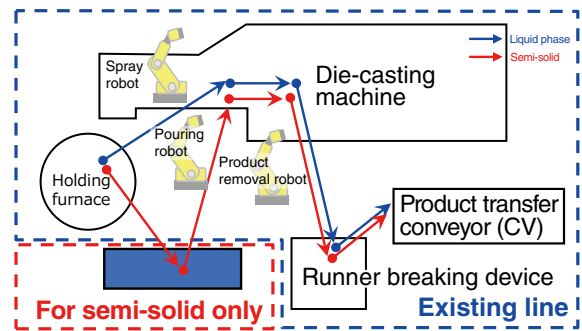 Liquid phase
Semi-solid
Spray
robot
Die-casting
machine
Pouring
robot
Product
removal robot
Holding
furnace
Product transfer
conveyor (CV)
Runner breaking device
For semi-solid only
Existing line